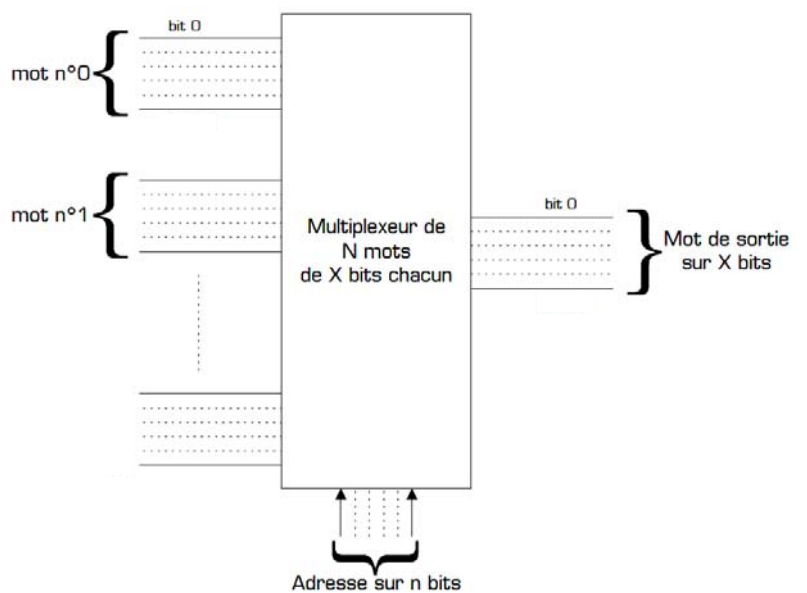 bit 0
mot n°0
mot n°1
Multiplexeur de
N mots
de X bits chacun
bit 0
Mot de sortie
sur X bits
Adresse sur n bits